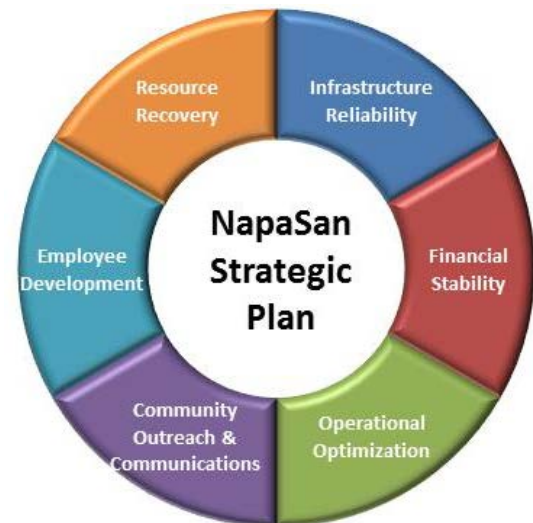 NapaSan
Strategic
Plan
Infrastructure
Reliability
Financial
Stability
Operational
Optimization
Community
Outreach &
Communications
Employee
Development
Resource
Recovery